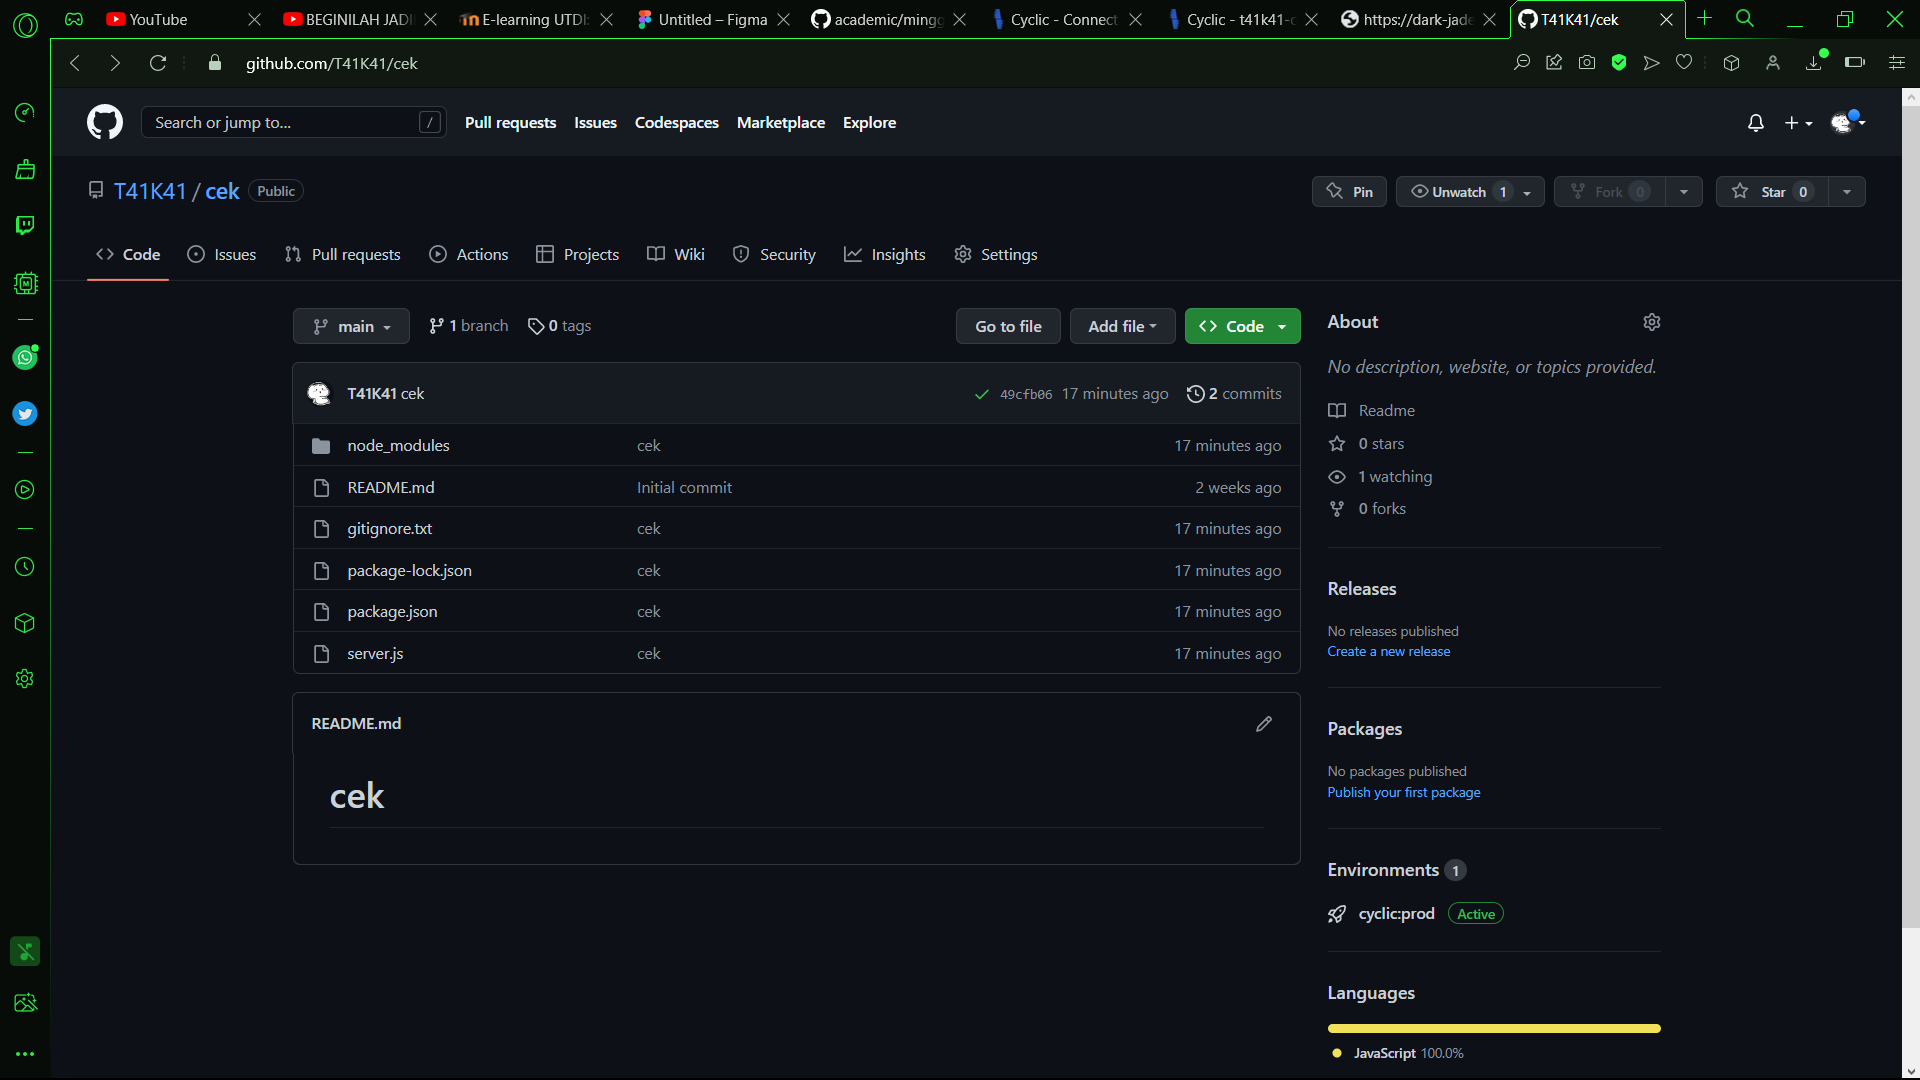 YouTube
BEGINILAH JADI
E-learning UTDI:
Untitled – Figma
academic/mingg
Cyclic - Connect
Cyclic - t41k41-c
https://dark-jade
T41K41/cek
github.com/T41K41/cek
Search or jump to...
/
Pull requests
Issues
Codespaces
Marketplace
Explore
T41K41 / cek
Public
Pin
Unwatch 1
Fork 0
Star 0
Code
Issues
Pull requests
Actions
Projects
Wiki
Security
Insights
Settings
main
1 branch
0 tags
Go to file
Add file
Code
T41K41 cek
49cfb06 17 minutes ago
2 commits
node_modules cek 17 minutes ago
README.md Initial commit 2 weeks ago
gitignore.txt cek 17 minutes ago
package-lock.json cek 17 minutes ago
package.json cek 17 minutes ago
server.js cek 17 minutes ago
README.md
cek
About
No description, website, or topics provided.
Readme
0 stars
1 watching
0 forks
Releases
No releases published
Create a new release
Packages
No packages published
Publish your first package
Environments 1
cyclic:prod Active
Languages
JavaScript 100.0%